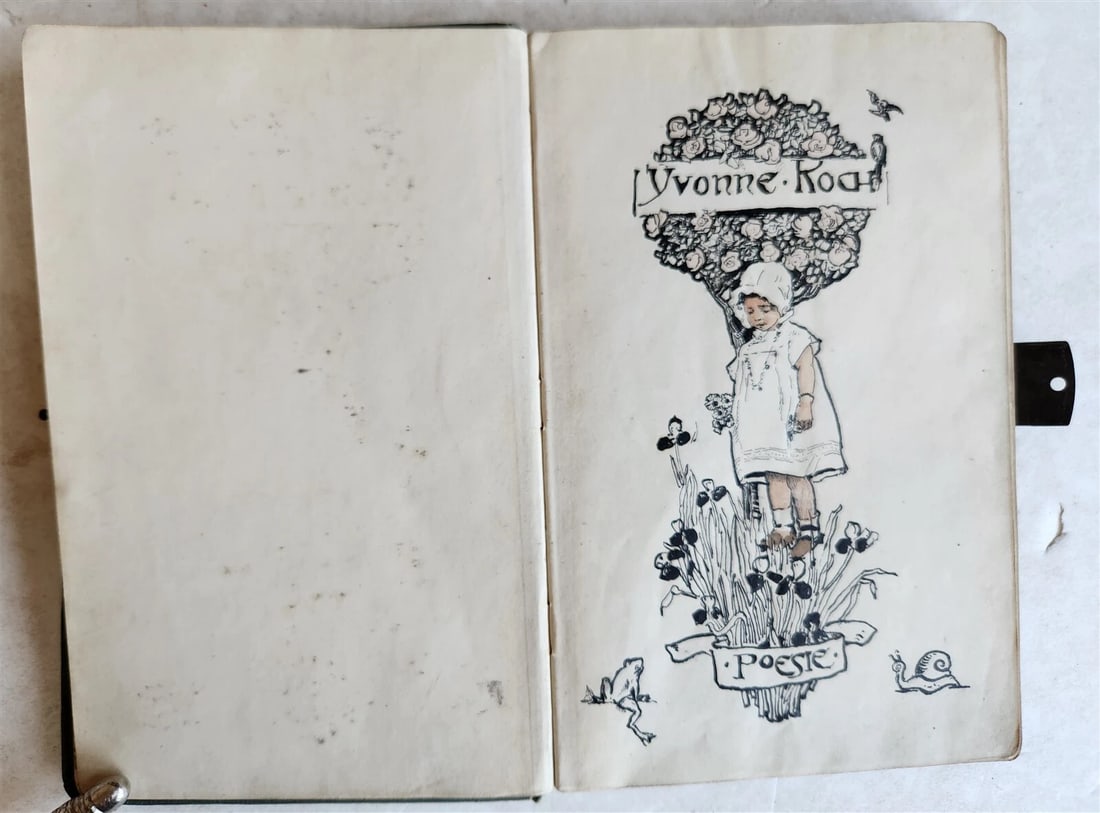 Yvonne · Koch
· Poesie ·